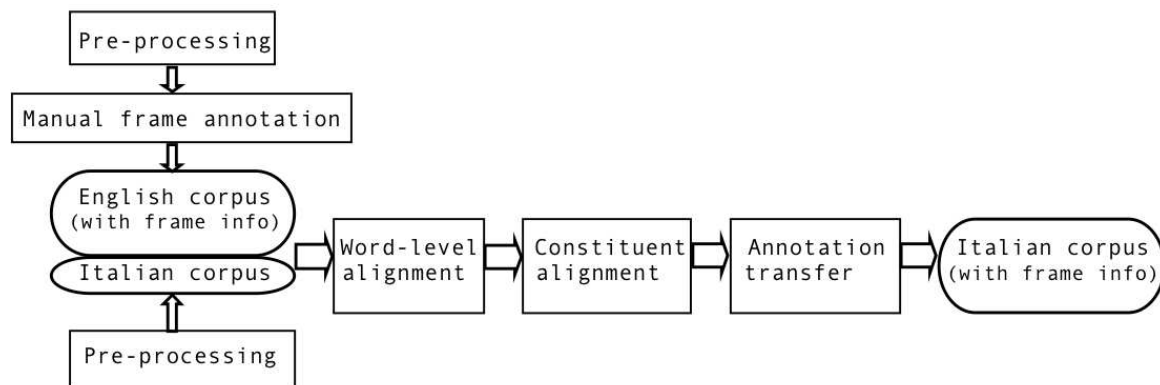 Pre-processing
Manual frame annotation
English corpus
(with frame info)
Italian corpus
Pre-processing
Word-level
alignment
Constituent
alignment
Annotation
transfer
Italian corpus
(with frame info)